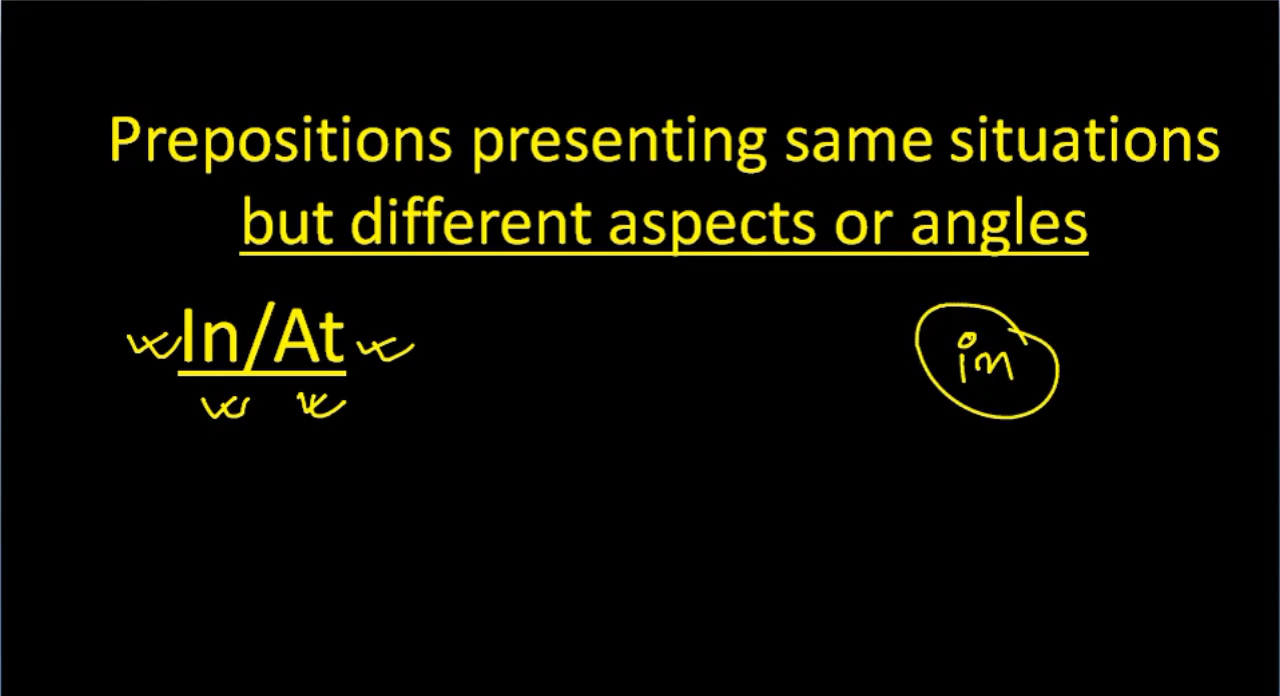 Prepositions presenting same situations
but different aspects or angles
In/At
in